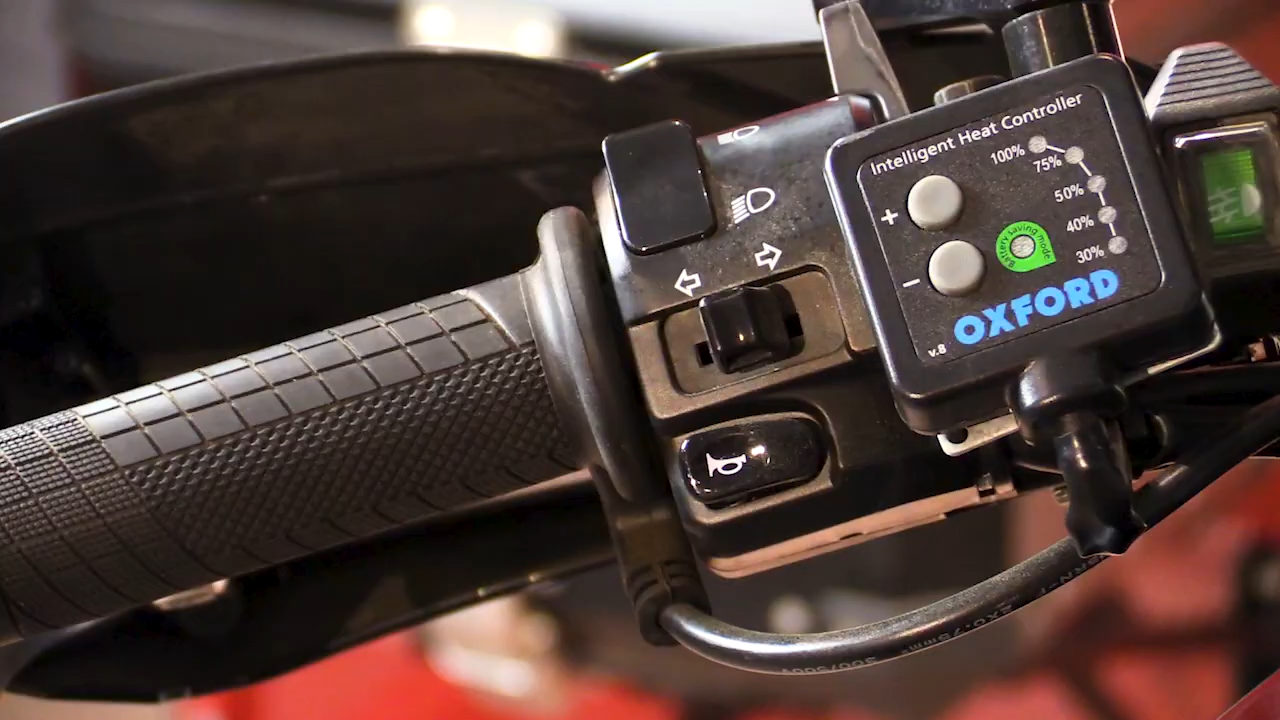 Intelligent Heat Controller
100%
75%
50%
40%
30%
+
Battery saving mode
−
OXFORD
v.8